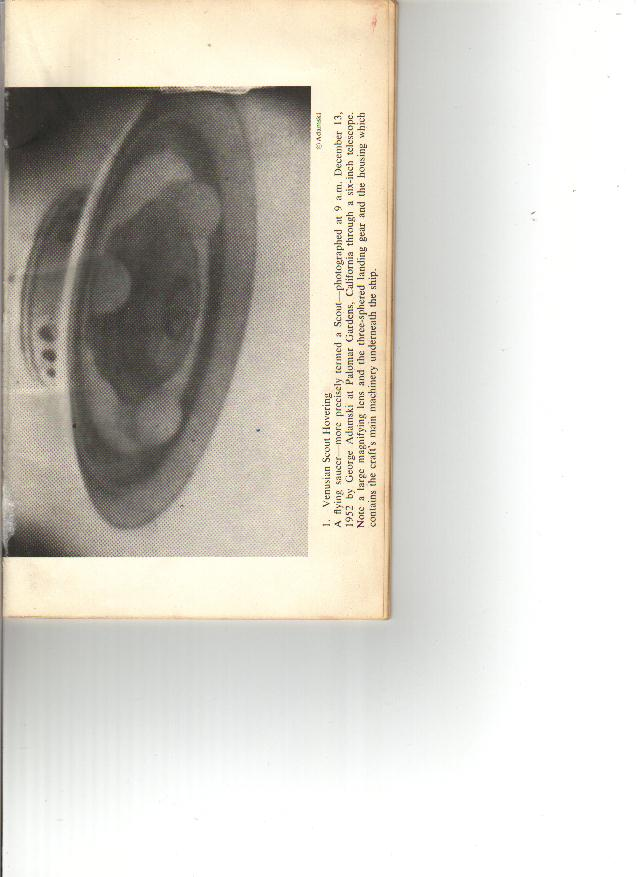 © Adamski
1. Venusian Scout Hovering
A flying saucer—more precisely termed a Scout—photographed at 9 a.m. December 13,
1952 by George Adamski at Palomar Gardens, California through a six-inch telescope.
Note a large magnifying lens and the three-sphered landing gear and the housing which
contains the craft's main machinery underneath the ship.